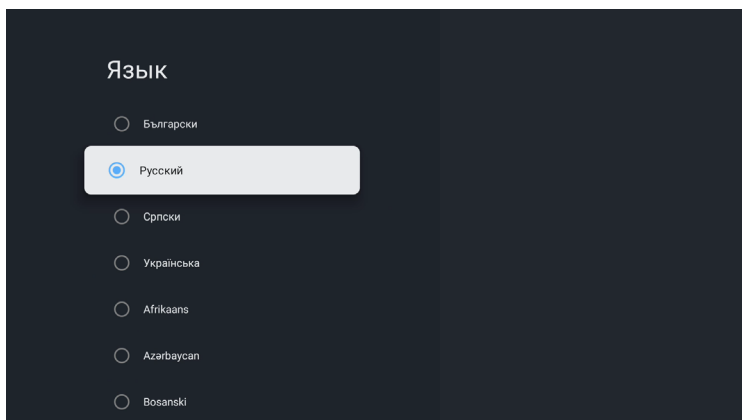 Язык
Български
Русский
Српски
Українська
Afrikaans
Azərbaycan
Bosanski